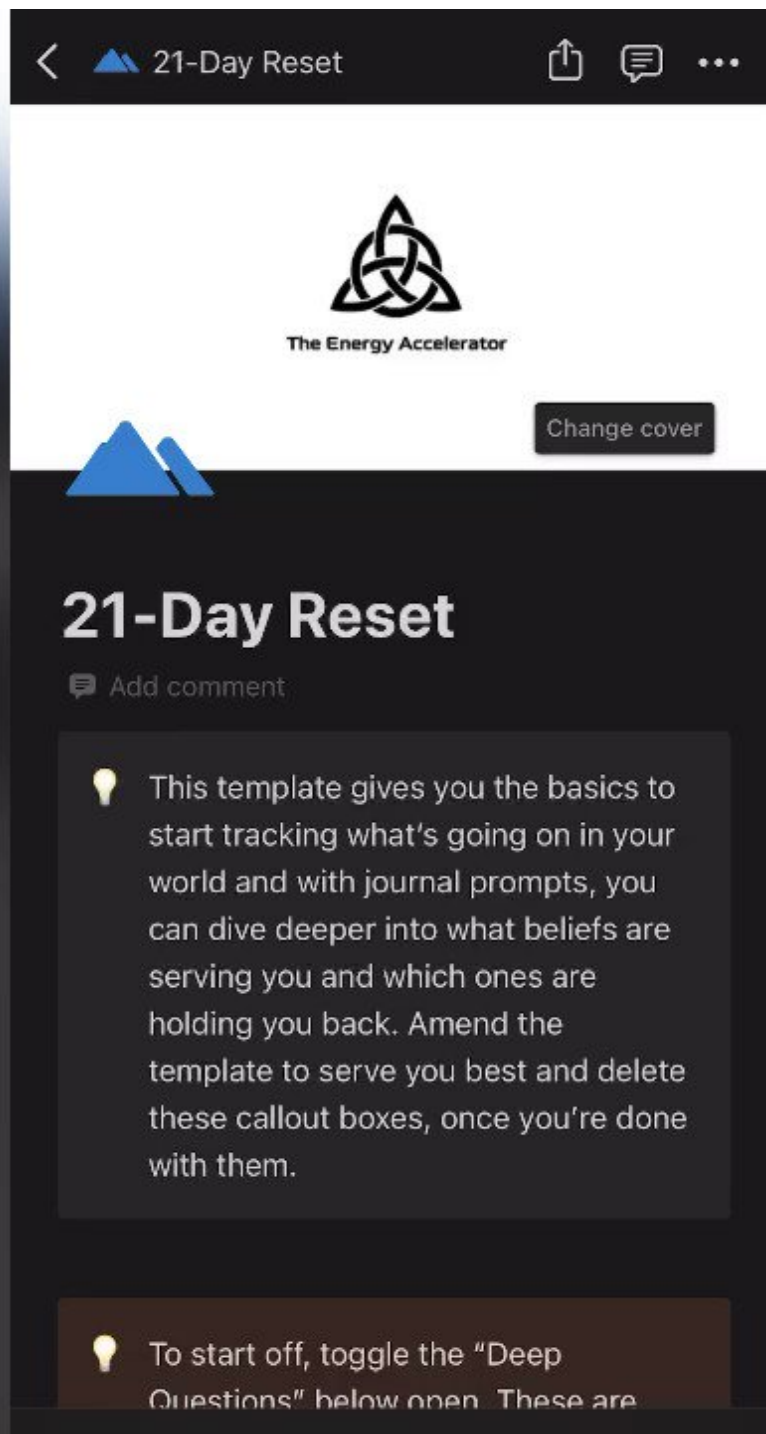 21-Day Reset
The Energy Accelerator
Change cover
21-Day Reset
Add comment
This template gives you the basics to
start tracking what's going on in your
world and with journal prompts, you
can dive deeper into what beliefs are
serving you and which ones are
holding you back. Amend the
template to serve you best and delete
these callout boxes, once you're done
with them.
To start off, toggle the “Deep
Questions” below open. These are